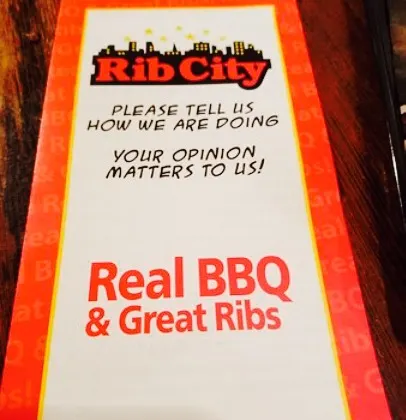 Rib City
PLEASE TELL US
HOW WE ARE DOING
YOUR OPINION
MATTERS TO US!
Real BBQ
& Great Ribs